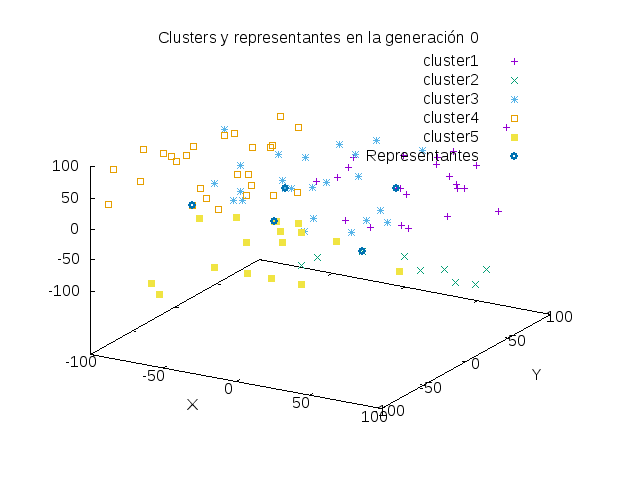 Clusters y representantes en la generación 0
cluster1
cluster2
cluster3
cluster4
cluster5
Representantes
100
50
0
-50
-100
-100
-50
0
50
100
X
-100
-50
0
50
100
Y